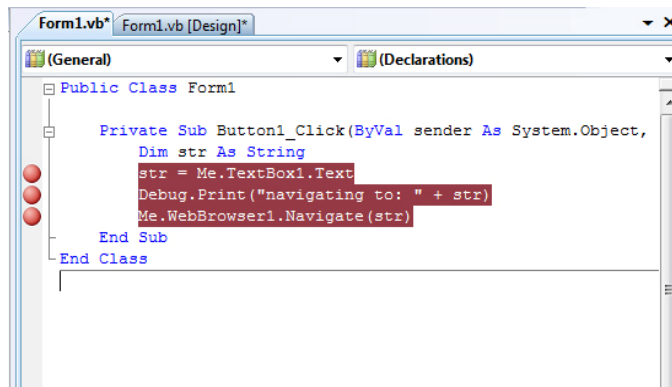 Form1.vb* Form1.vb [Design]*
(General) (Declarations)
Public Class Form1
Private Sub Button1_Click(ByVal sender As System.Object,
Dim str As String
str = Me.TextBox1.Text
Debug.Print("navigating to: " + str)
Me.WebBrowser1.Navigate(str)
End Sub
End Class